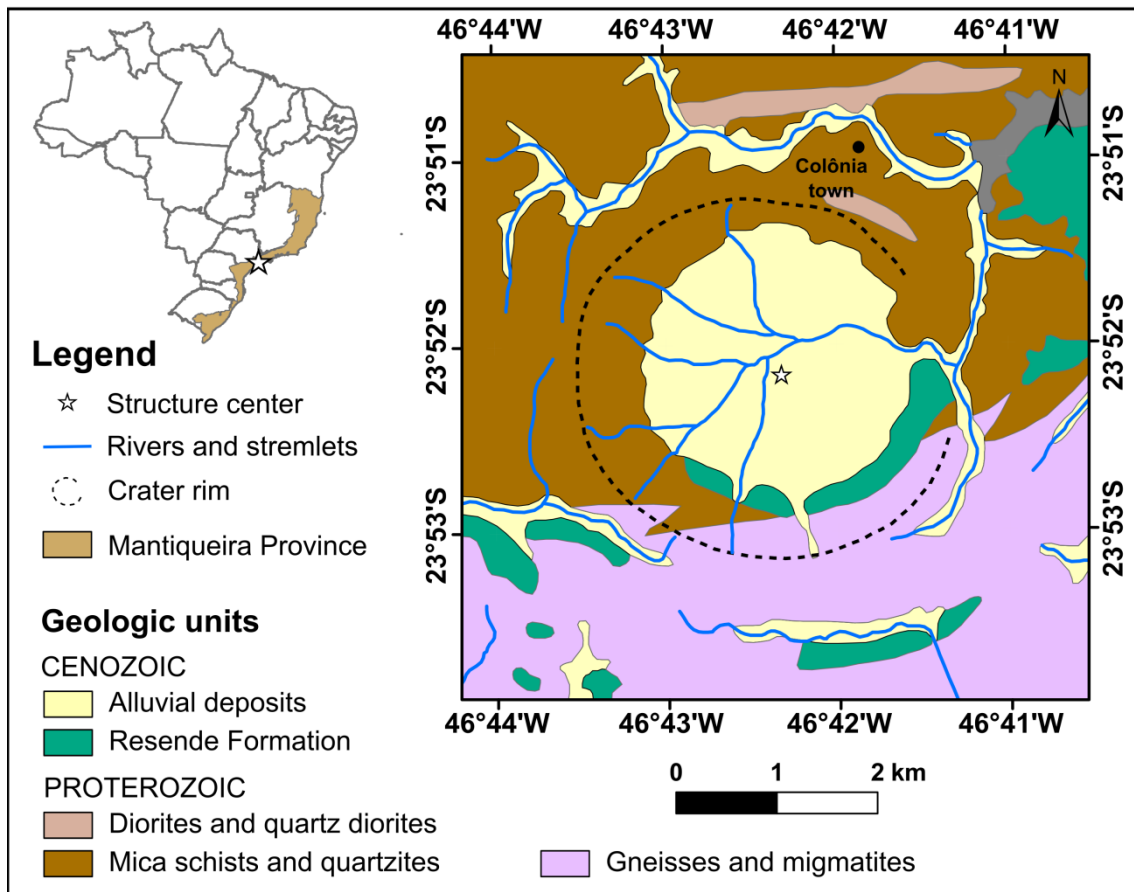 46°44'W 46°43'W 46°42'W 46°41'W
N
23°51'S
23°51'S
Colônia
town
23°52'S
23°52'S
23°53'S
23°53'S
46°44'W 46°43'W 46°42'W 46°41'W
0 1 2 km
Legend
Structure center
Rivers and stremlets
Crater rim
Mantiqueira Province
Geologic units
CENOZOIC
Alluvial deposits
Resende Formation
PROTEROZOIC
Diorites and quartz diorites
Mica schists and quartzites
Gneisses and migmatites